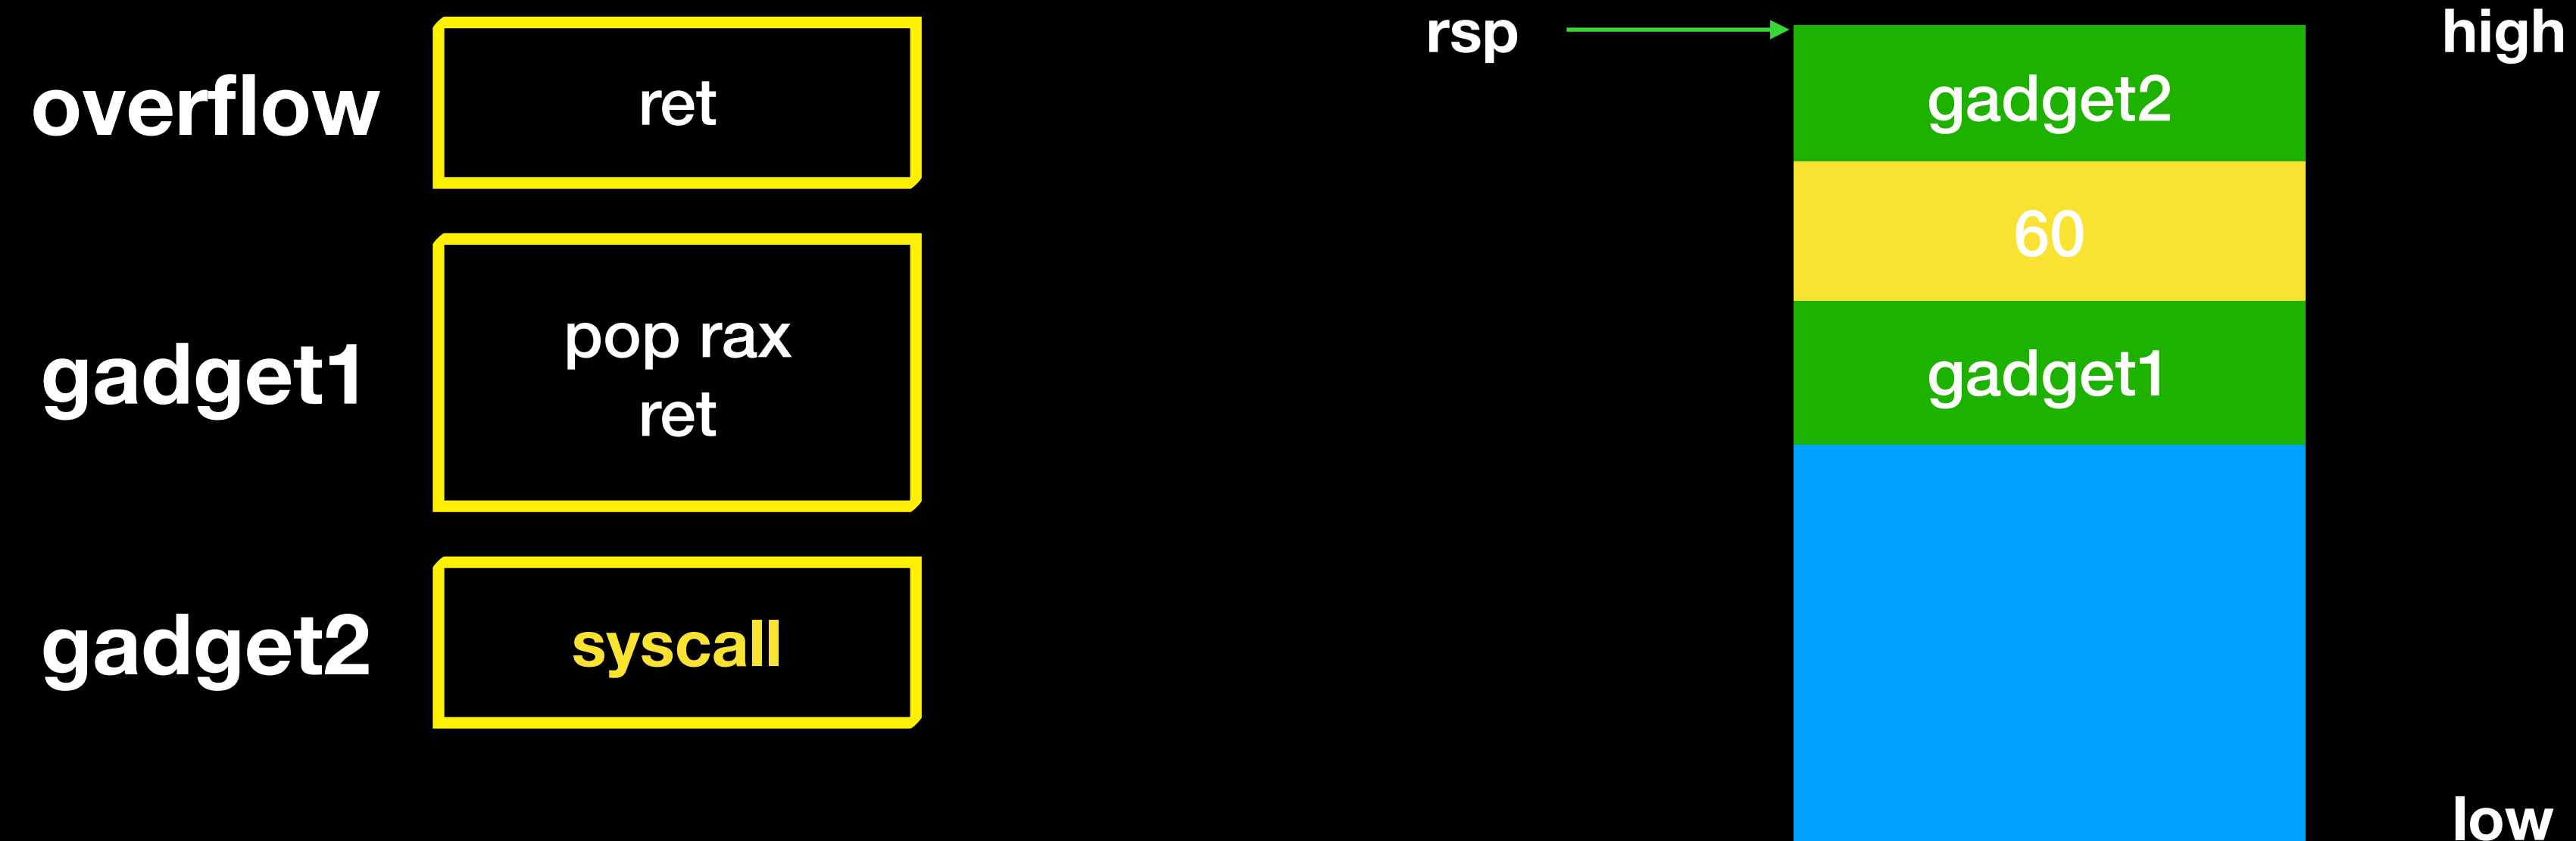 overflow
ret
gadget1
pop rax
ret
gadget2
syscall
rsp
gadget2
60
gadget1
high
low